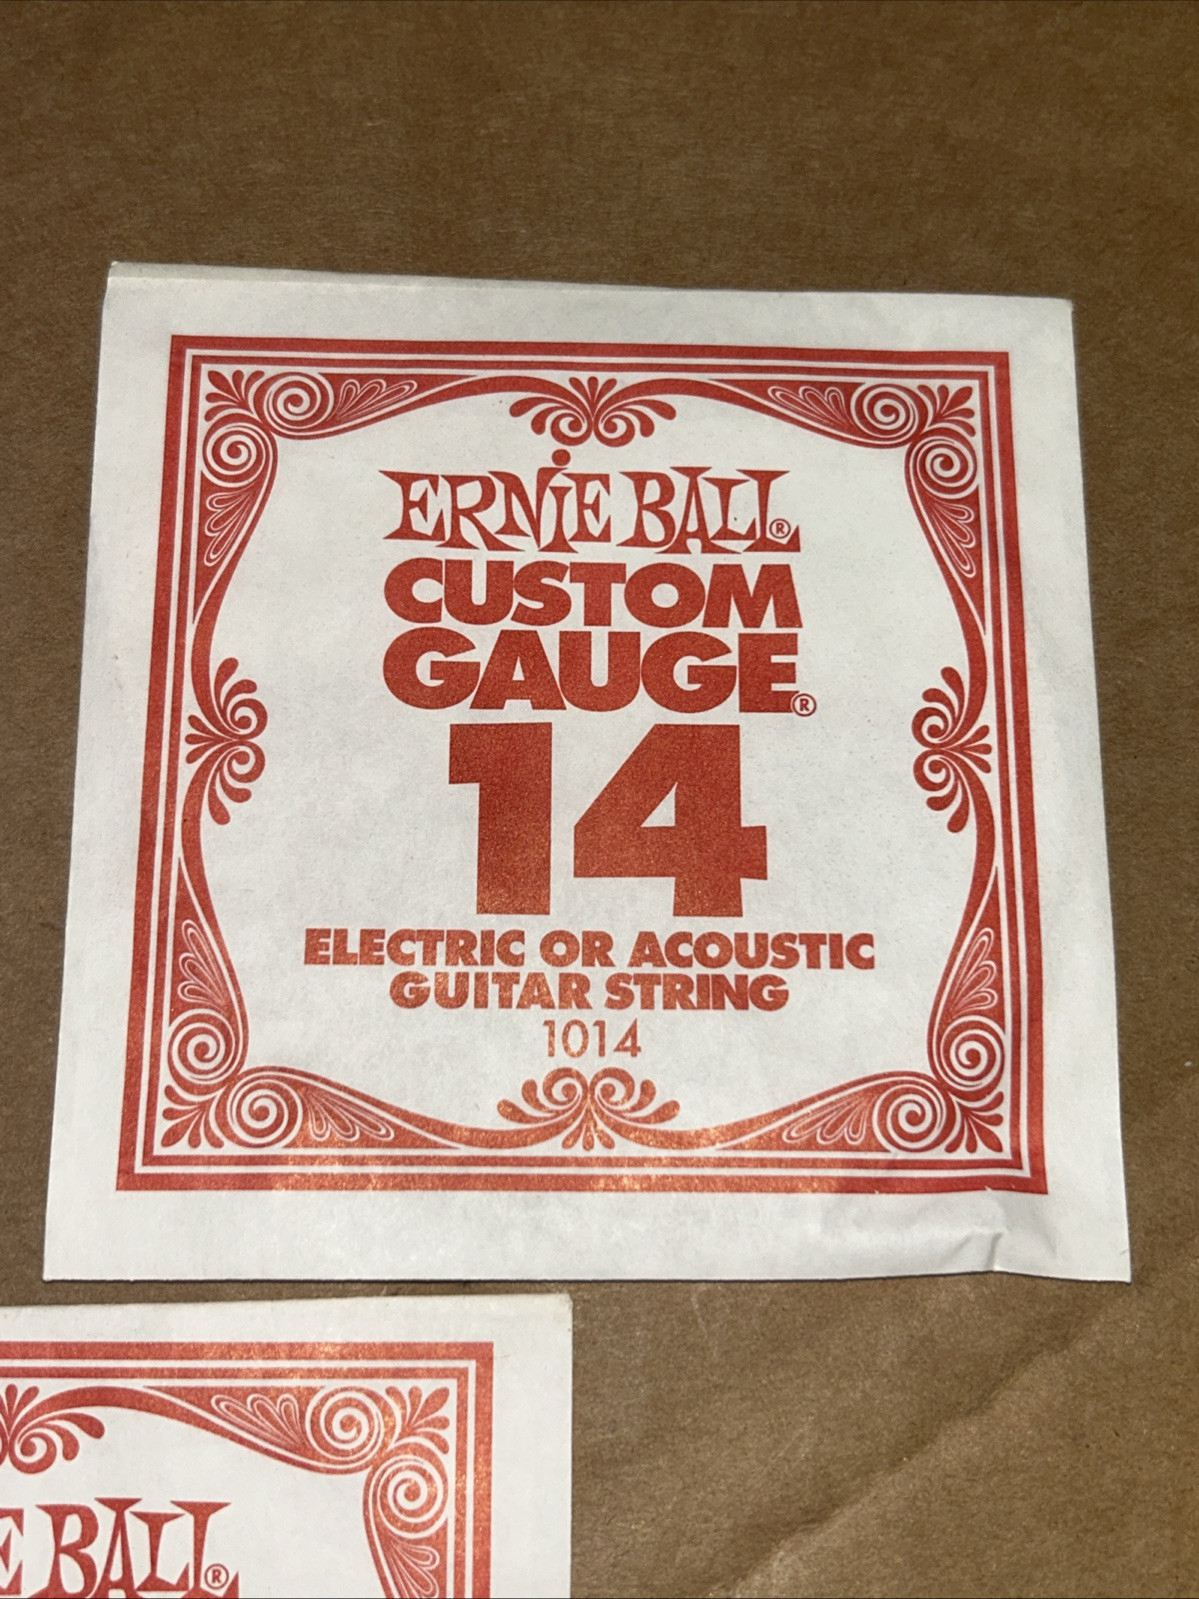 ERNIE BALL®
CUSTOM
GAUGE®
14
ELECTRIC OR ACOUSTIC
GUITAR STRING
1014
E BALL®